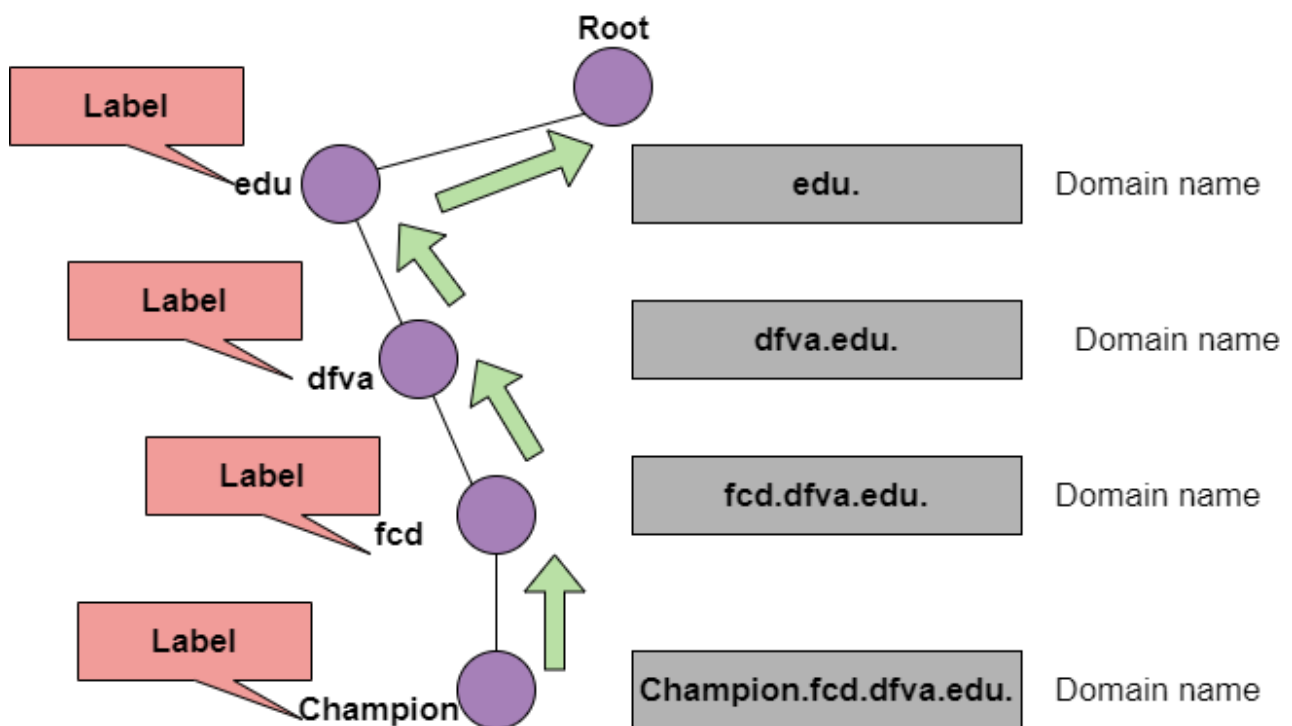 Root
Label
edu
edu.
Domain name
Label
dfva
dfva.edu.
Domain name
Label
fcd
fcd.dfva.edu.
Domain name
Label
Champion
Champion.fcd.dfva.edu.
Domain name